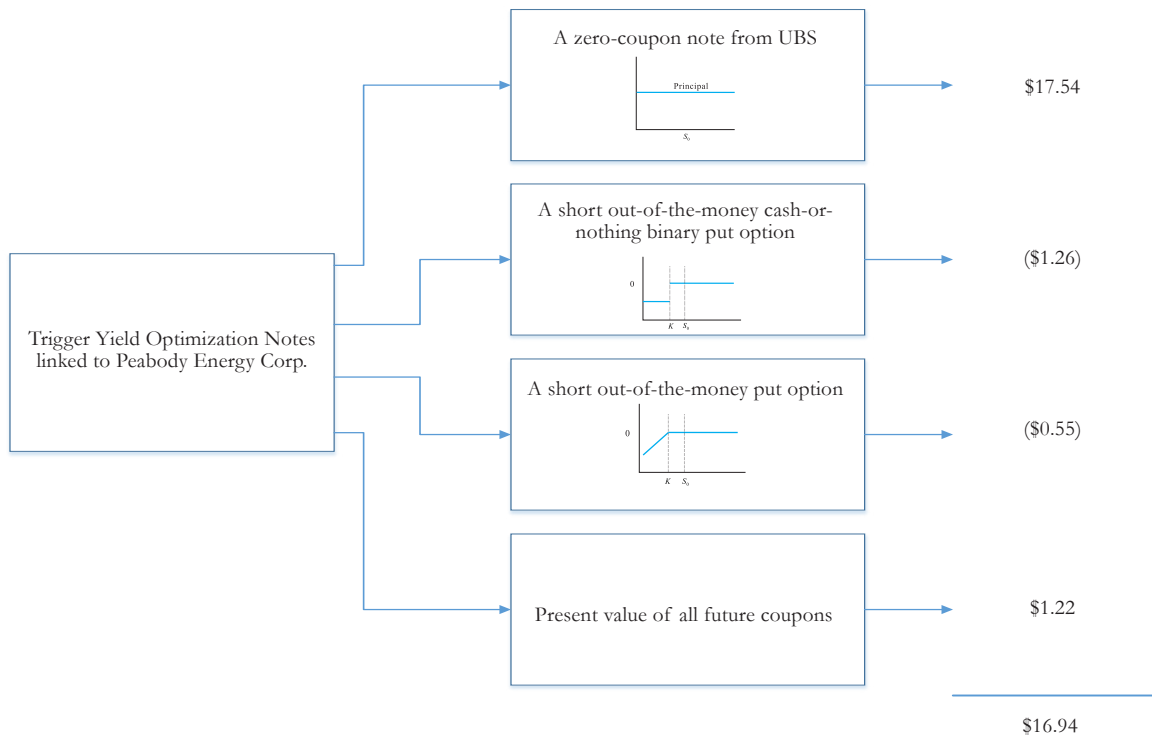 A zero-coupon note from UBS
Principal
S0
$17.54
A short out-of-the-money cash-or-
nothing binary put option
0
K S0
($1.26)
Trigger Yield Optimization Notes
linked to Peabody Energy Corp.
A short out-of-the-money put option
0
K S0
($0.55)
Present value of all future coupons
$1.22
$16.94